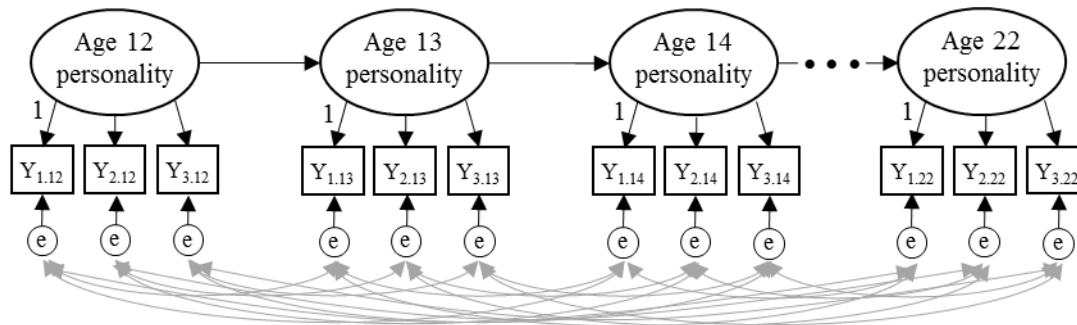 Age 12
personality
Age 13
personality
Age 14
personality
Age 22
personality
1
1
1
1
Y1.12 Y2.12 Y3.12 Y1.13 Y2.13 Y3.13 Y1.14 Y2.14 Y3.14 Y1.22 Y2.22 Y3.22
e e e e e e e e e e e e